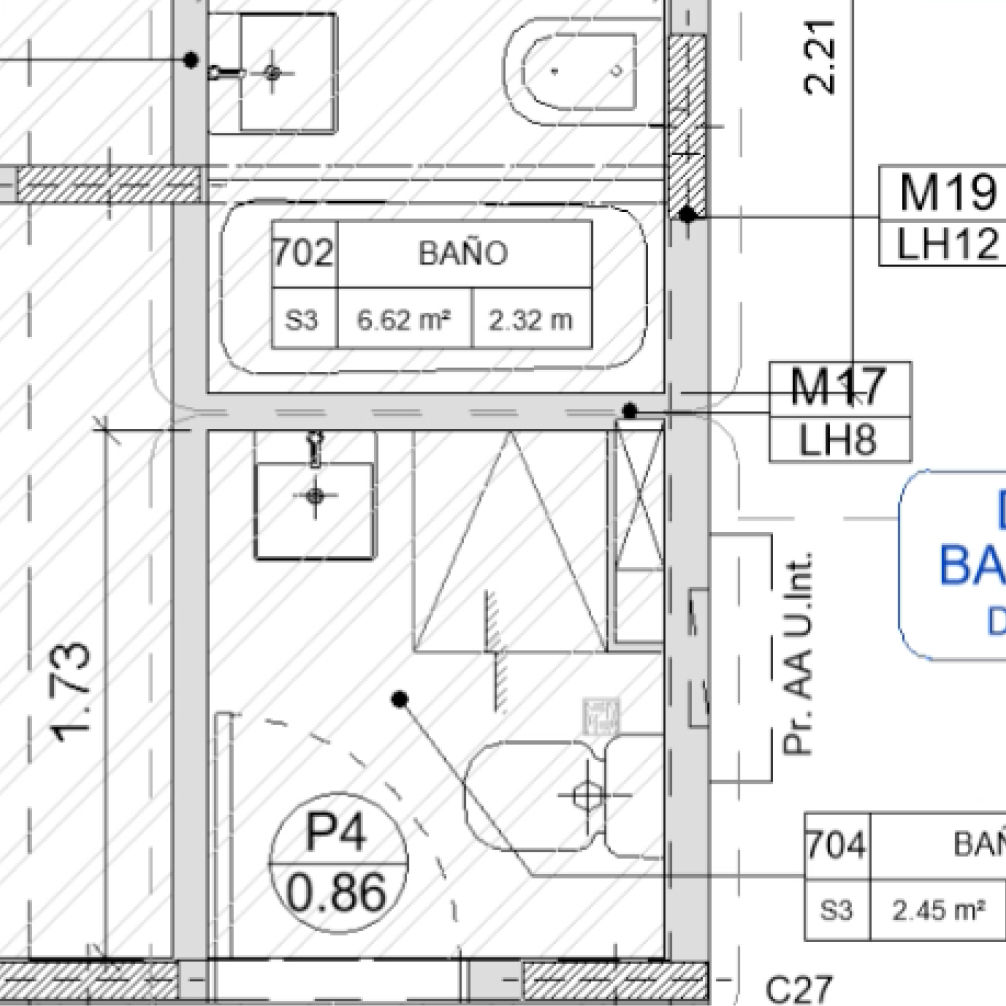 2.21
M19
LH12
702 BAÑO
S3 6.62 m² 2.32 m
M17
LH8
BA
Pr. AA U.Int.
1.73
P4
0.86
704 BAÑ
S3 2.45 m²
C27